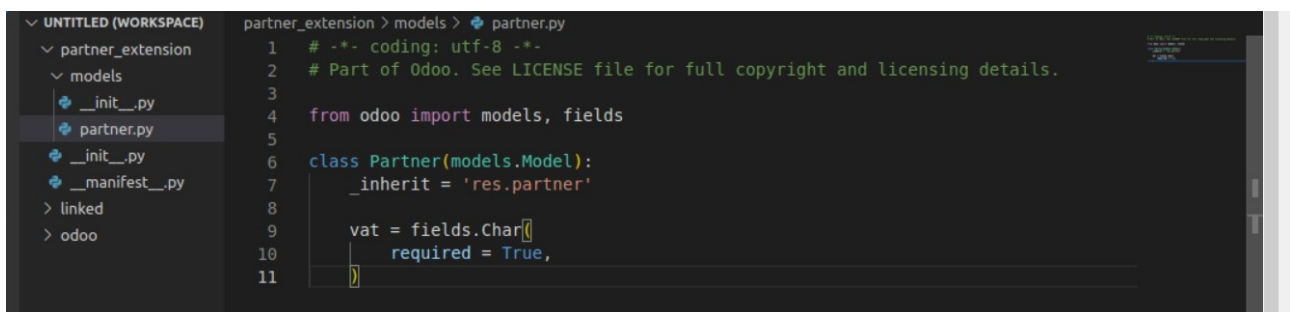 UNTITLED (WORKSPACE)
partner_extension
models
__init__.py
partner.py
__init__.py
__manifest__.py
linked
odoo
partner_extension > models > partner.py
1 # -*- coding: utf-8 -*-
2 # Part of Odoo. See LICENSE file for full copyright and licensing details.
3
4 from odoo import models, fields
5
6 class Partner(models.Model):
7     _inherit = 'res.partner'
8
9     vat = fields.Char(
10         required = True,
11     )